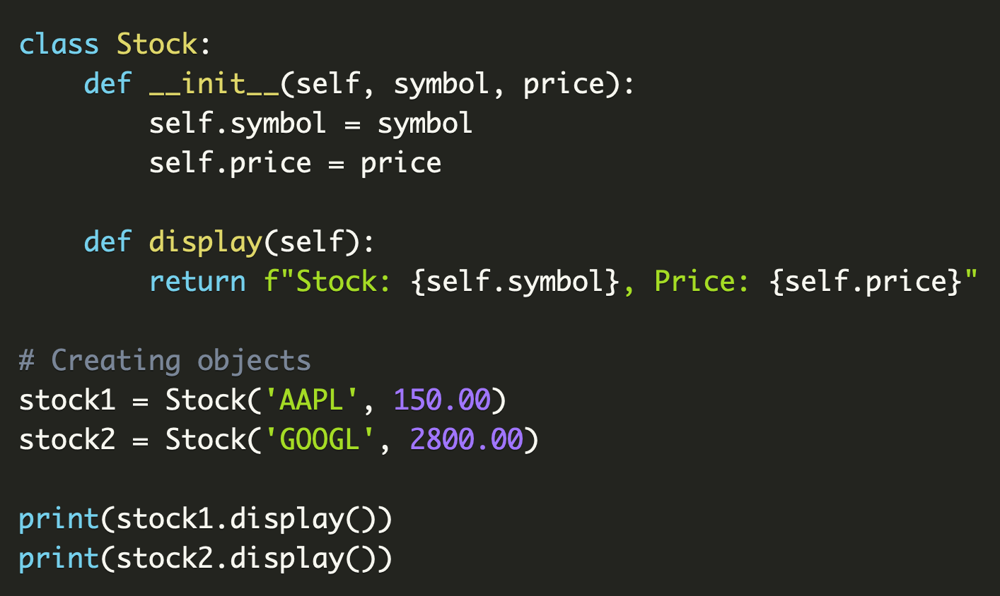 class Stock:
    def __init__(self, symbol, price):
        self.symbol = symbol
        self.price = price

    def display(self):
        return f"Stock: {self.symbol}, Price: {self.price}"

# Creating objects
stock1 = Stock('AAPL', 150.00)
stock2 = Stock('GOOGL', 2800.00)

print(stock1.display())
print(stock2.display())